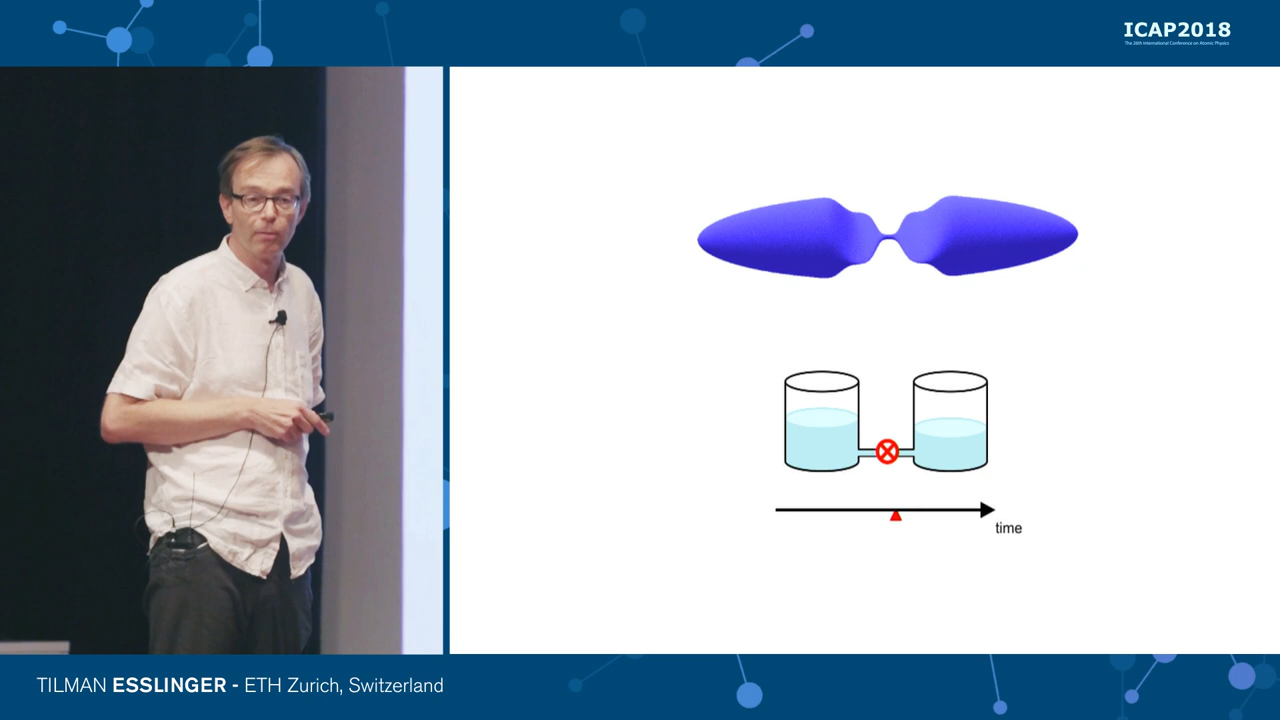 ICAP2018
The 26th International Conference on Atomic Physics
time
TILMAN ESSLINGER - ETH Zurich, Switzerland